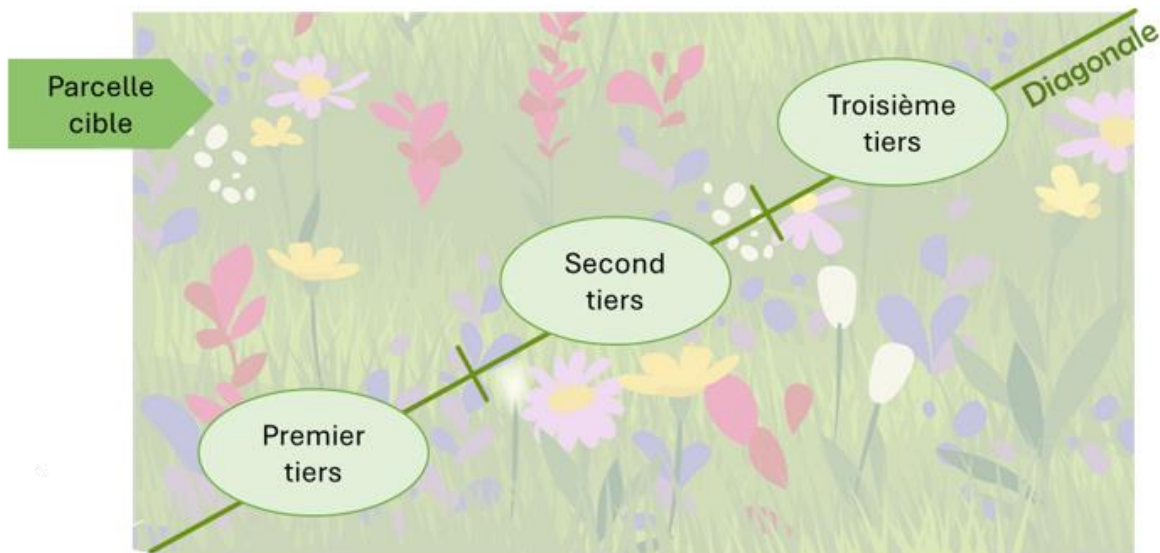 Parcelle
cible
Diagonale
Troisième
tiers
Second
tiers
Premier
tiers